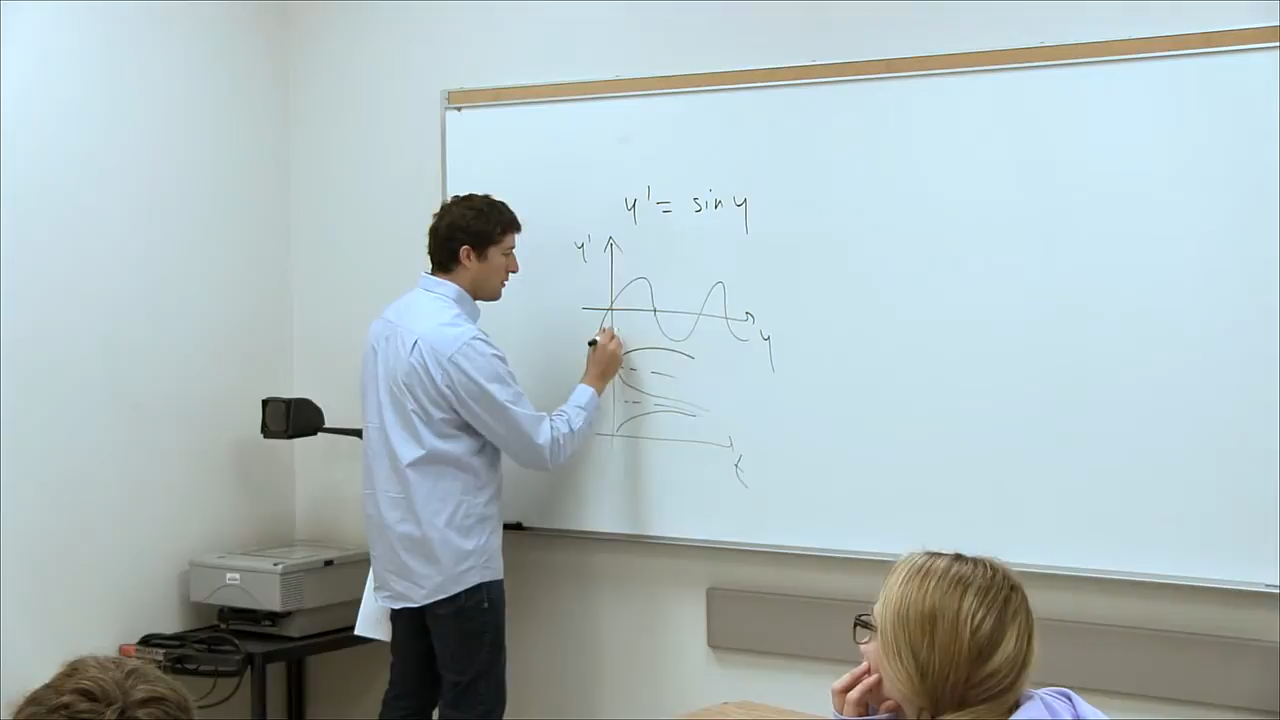 y' = sin y
y'
y
t